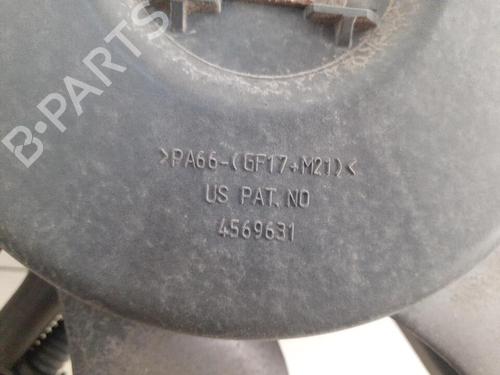 B-PARTS
>PA66-(GF17+M21)<
US PAT. NO
4569631